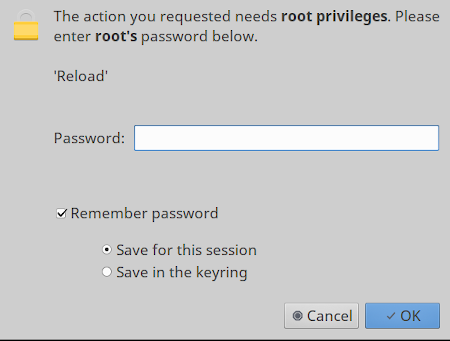 The action you requested needs root privileges. Please
enter root's password below.
'Reload'
Password:
Remember password
Save for this session
Save in the keyring
Cancel
OK